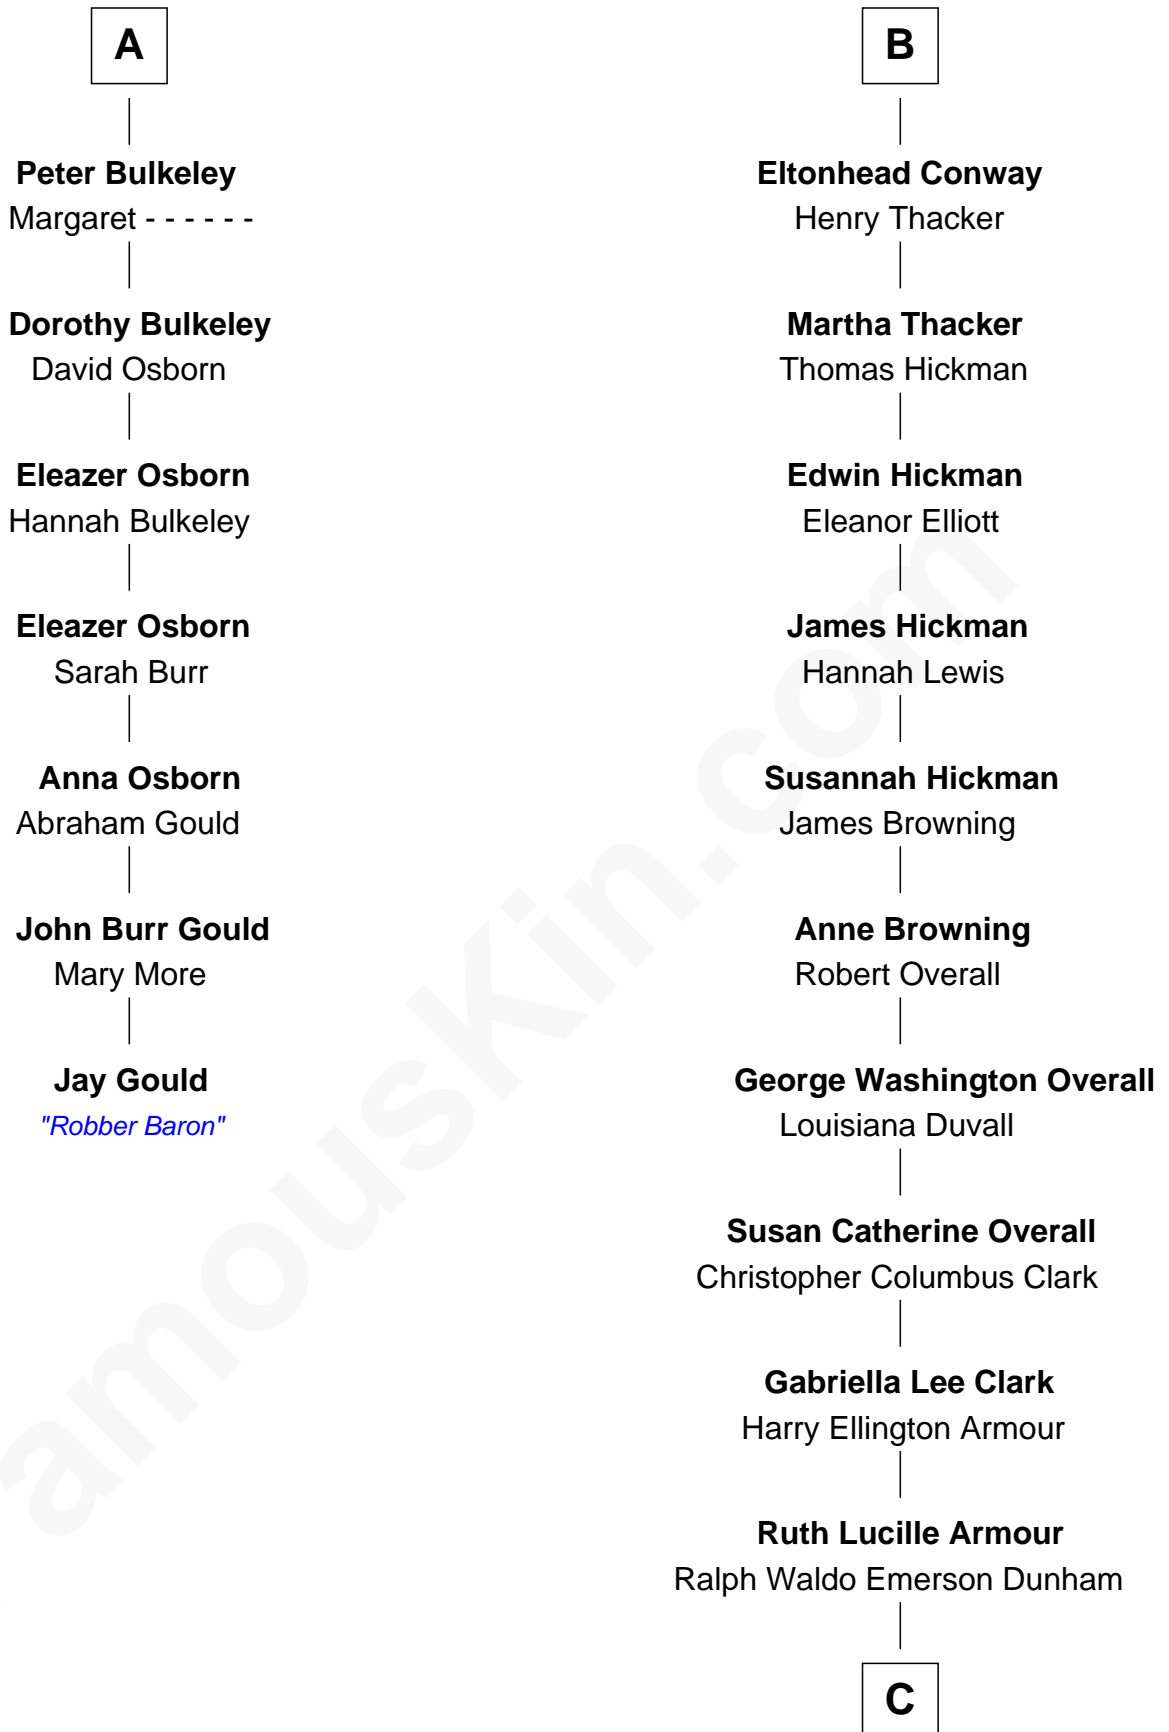 A
Peter Bulkeley
Margaret - - - - - -
Dorothy Bulkeley
David Osborn
Eleazer Osborn
Hannah Bulkeley
Eleazer Osborn
Sarah Burr
Anna Osborn
Abraham Gould
John Burr Gould
Mary More
Jay Gould
"Robber Baron"
B
Eltonhead Conway
Henry Thacker
Martha Thacker
Thomas Hickman
Edwin Hickman
Eleanor Elliott
James Hickman
Hannah Lewis
Susannah Hickman
James Browning
Anne Browning
Robert Overall
George Washington Overall
Louisiana Duvall
Susan Catherine Overall
Christopher Columbus Clark
Gabriella Lee Clark
Harry Ellington Armour
Ruth Lucille Armour
Ralph Waldo Emerson Dunham
C
amouskin.com